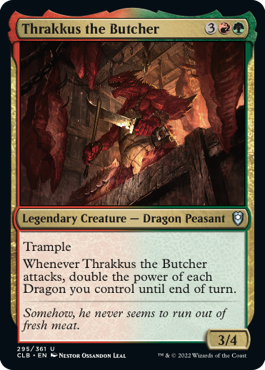 Thrakkus the Butcher 3
Legendary Creature — Dragon Peasant
Trample
Whenever Thrakkus the Butcher
attacks, double the power of each
Dragon you control until end of turn.
Somehow, he never seems to run out of
fresh meat.
3/4
295/361 U
CLB • EN Nestor Ossandon Leal ™ & © 2022 Wizards of the Coast